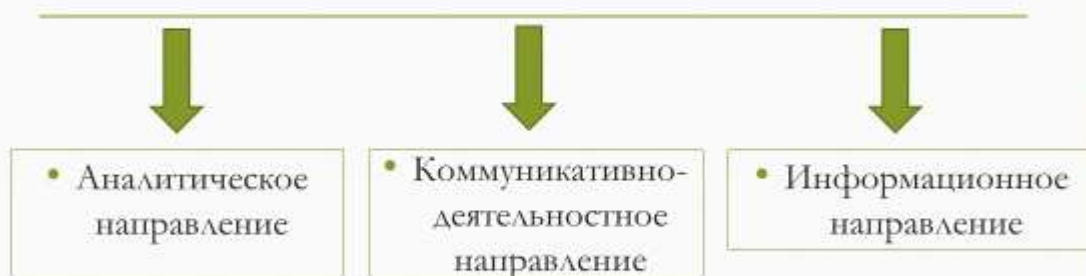 • Аналитическое
направление
• Коммуникативно-
деятельностное
направление
• Информационное
направление